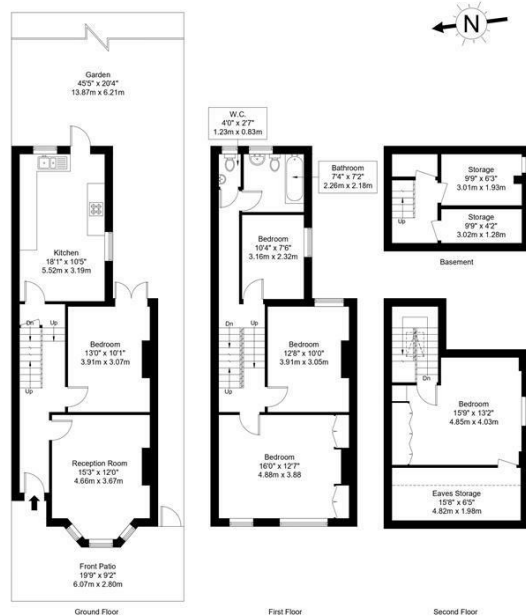 N
Garden
45'5" x 20'4"
13.87m x 6.21m
Kitchen
18'1" x 10'5"
5.52m x 3.19m
Dn
Up
Up
Bedroom
13'0" x 10'1"
3.91m x 3.07m
Reception Room
15'3" x 12'0"
4.66m x 3.67m
Front Patio
19'9" x 9'2"
6.07m x 2.80m
Ground Floor
W.C.
4'0" x 2'7"
1.23m x 0.83m
Bathroom
7'4" x 7'2"
2.26m x 2.18m
Bedroom
10'4" x 7'6"
3.16m x 2.32m
Dn
Up
Up
Bedroom
12'8" x 10'0"
3.91m x 3.05m
Bedroom
16'0" x 12'7"
4.88m x 3.88
First Floor
Up
Storage
9'9" x 6'3"
3.01m x 1.93m
Storage
9'9" x 4'2"
3.02m x 1.28m
Basement
Dn
Bedroom
15'9" x 13'2"
4.85m x 4.03m
Eaves Storage
15'8" x 6'5"
4.82m x 1.98m
Second Floor